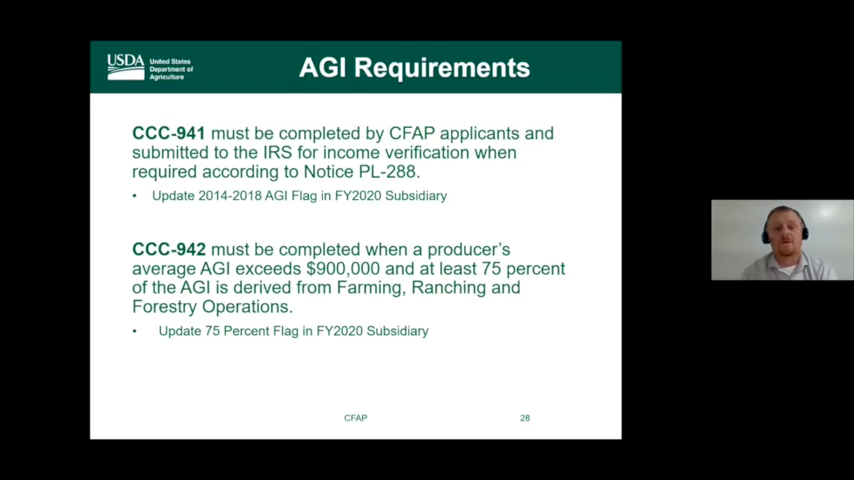 USDA
United States
Department of
Agriculture
AGI Requirements
CCC-941 must be completed by CFAP applicants and
submitted to the IRS for income verification when
required according to Notice PL-288.
• Update 2014-2018 AGI Flag in FY2020 Subsidiary
CCC-942 must be completed when a producer's
average AGI exceeds $900,000 and at least 75 percent
of the AGI is derived from Farming, Ranching and
Forestry Operations.
• Update 75 Percent Flag in FY2020 Subsidiary
CFAP
28